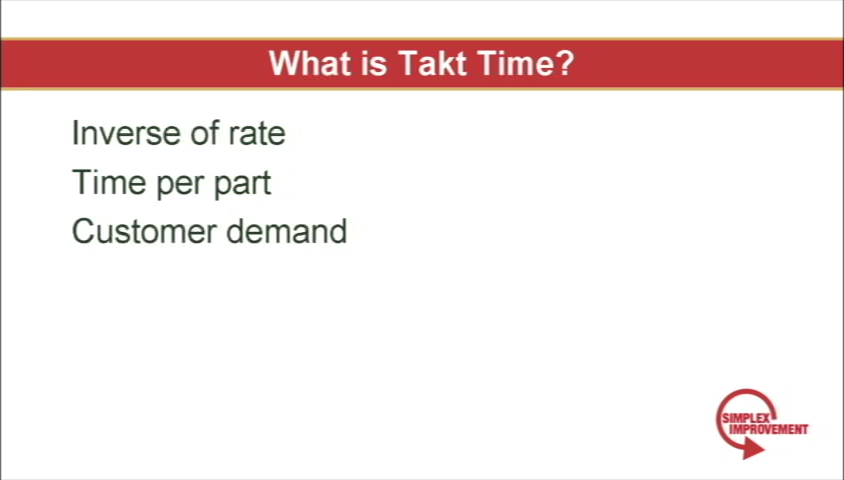 What is Takt Time?
Inverse of rate
Time per part
Customer demand
SIMPLEX
IMPROVEMENT